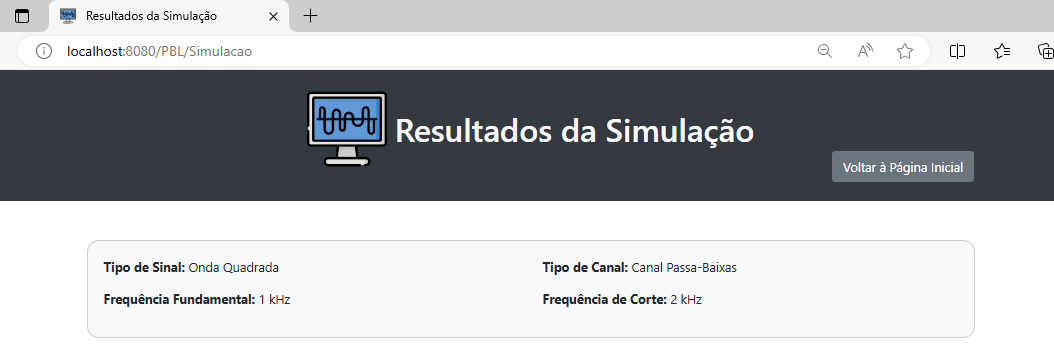 Resultados da Simulação
localhost:8080/PBL/Simulacao
Resultados da Simulação
Voltar à Página Inicial
Tipo de Sinal: Onda Quadrada
Tipo de Canal: Canal Passa-Baixas
Frequência Fundamental: 1 kHz
Frequência de Corte: 2 kHz